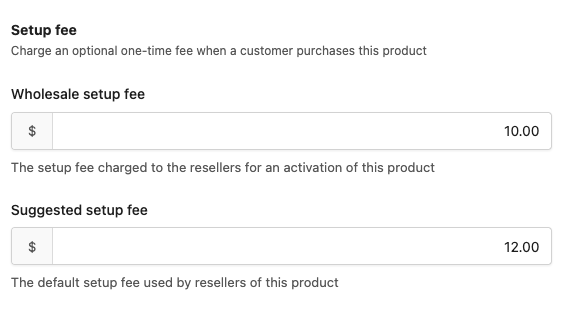 Setup fee
Charge an optional one-time fee when a customer purchases this product
Wholesale setup fee
$ 10.00
The setup fee charged to the resellers for an activation of this product
Suggested setup fee
$ 12.00
The default setup fee used by resellers of this product